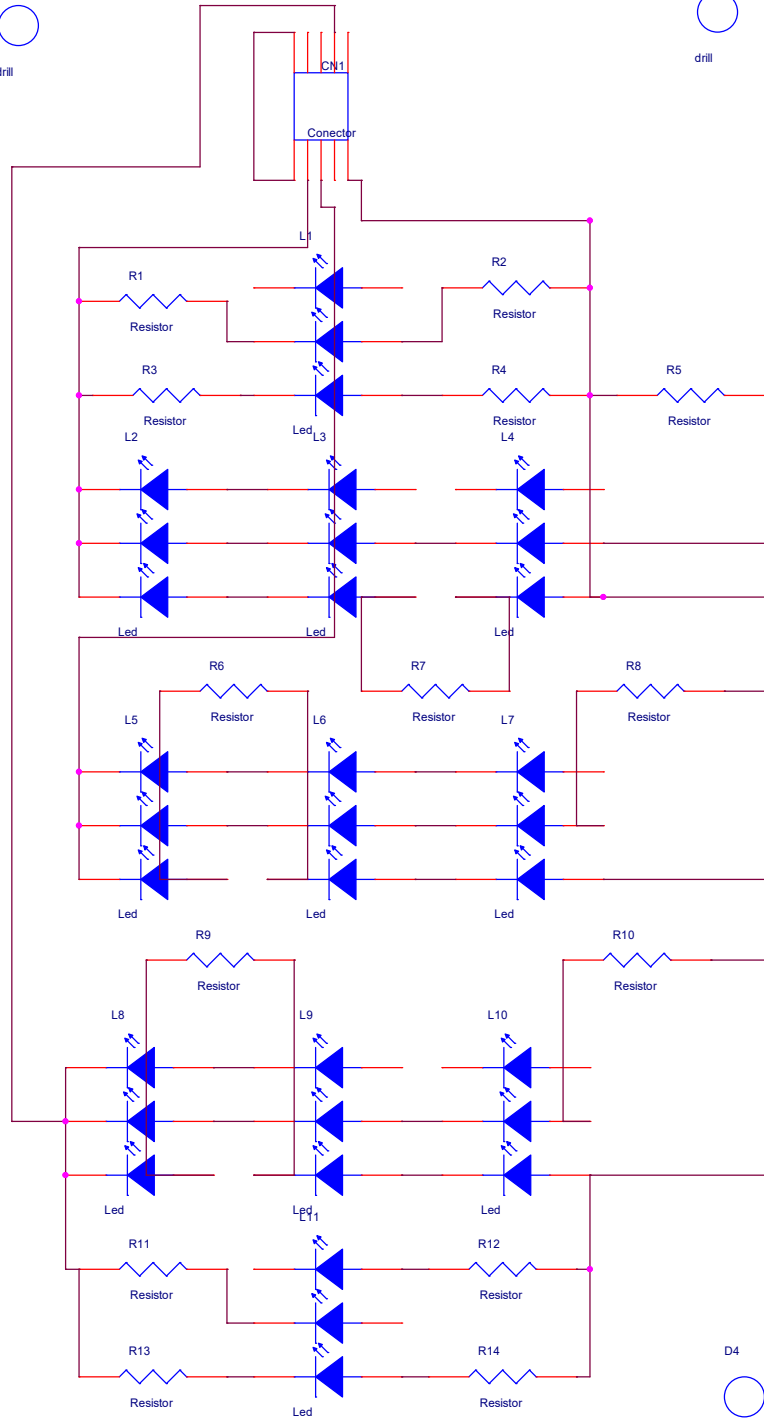 drill
drill
CN1
Conector
L1
R1
R2
Resistor
Resistor
R3
R4
R5
Resistor
Resistor
Resistor
Led
L2
L3
L4
Led
Led
Led
R6
R7
R8
Resistor
Resistor
Resistor
L5
L6
L7
Led
Led
Led
R9
R10
Resistor
Resistor
L8
L9
L10
Led
Led
Led
L11
R11
R12
Resistor
Resistor
R13
R14
D4
Resistor
Resistor
Led